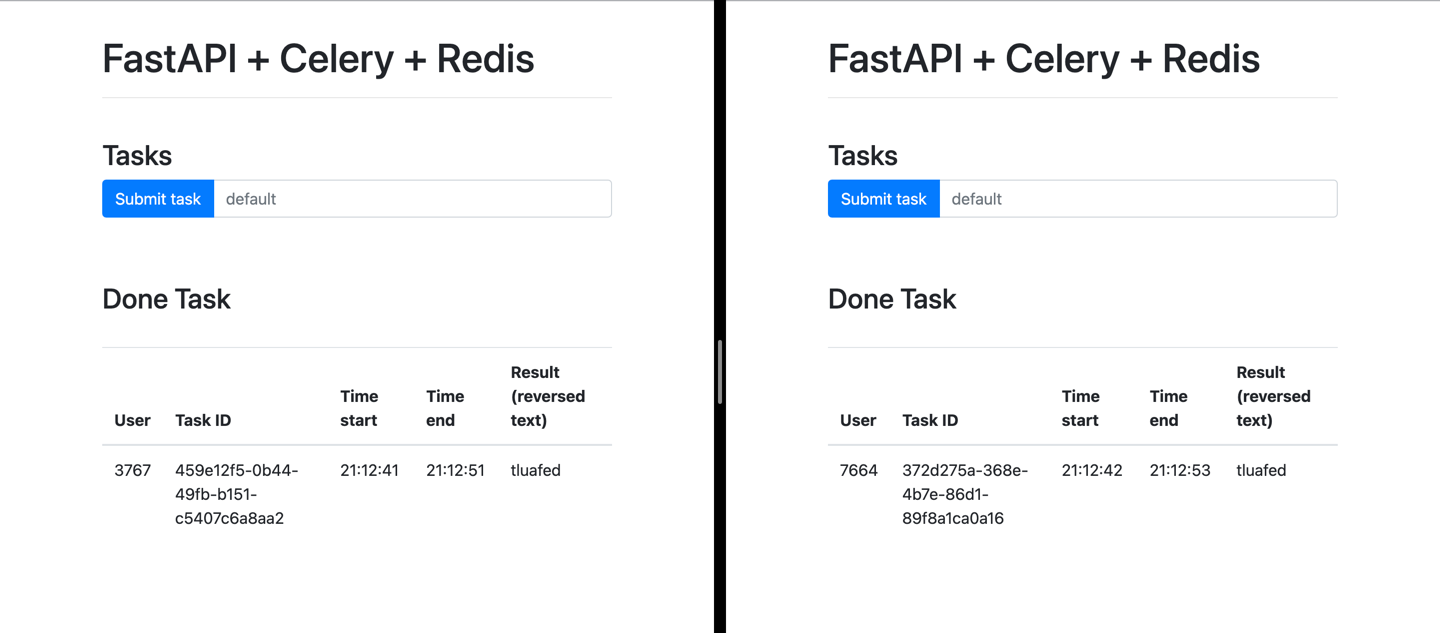 FastAPI + Celery + Redis
Tasks
Submit task default
Done Task
User Task ID Time start Time end Result (reversed text)
3767 459e12f5-0b44-
49fb-b151-
c5407c6a8aa2 21:12:41 21:12:51 tluafed
FastAPI + Celery + Redis
Tasks
Submit task default
Done Task
User Task ID Time start Time end Result (reversed text)
7664 372d275a-368e-
4b7e-86d1-
89f8a1ca0a16 21:12:42 21:12:53 tluafed